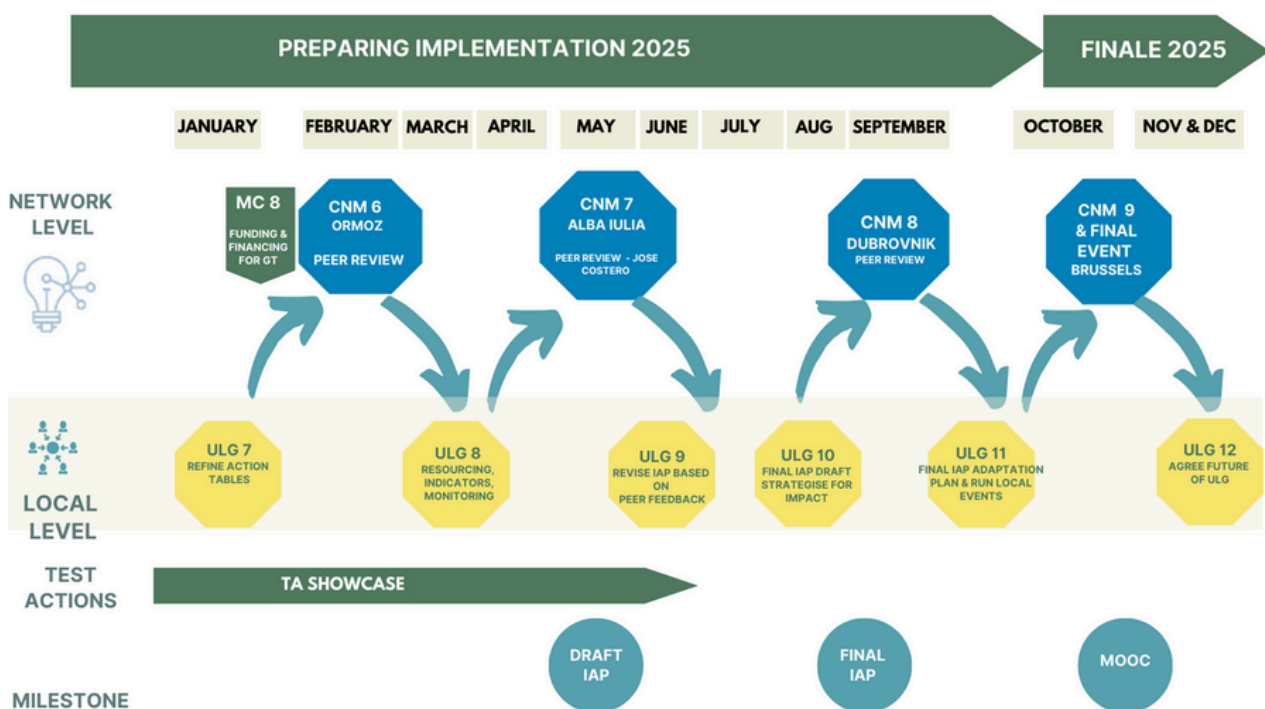 PREPARING IMPLEMENTATION 2025
FINALE 2025
JANUARY
FEBRUARY
MARCH
APRIL
MAY
JUNE
JULY
AUG
SEPTEMBER
OCTOBER
NOV & DEC
NETWORK
LEVEL
MC 8
FUNDING &
FINANCING
FOR GT
CNM 6
ORMOZ
PEER REVIEW
CNM 7
ALBA IULIA
PEER REVIEW - JOSE
COSTERO
CNM 8
DUBROVNIK
PEER REVIEW
CNM 9
& FINAL
EVENT
BRUSSELS
LOCAL
LEVEL
ULG 7
REFINE ACTION
TABLES
ULG 8
RESOURCING,
INDICATORS,
MONITORING
ULG 9
REVISE IAP BASED
ON
PEER FEEDBACK
ULG 10
FINAL IAP DRAFT
STRATEGISE FOR
IMPACT
ULG 11
FINAL IAP ADAPTATION
PLAN & RUN LOCAL
EVENTS
ULG 12
AGREE FUTURE
OF ULG
TEST
ACTIONS
TA SHOWCASE
MILESTONE
DRAFT
IAP
FINAL
IAP
MOOC